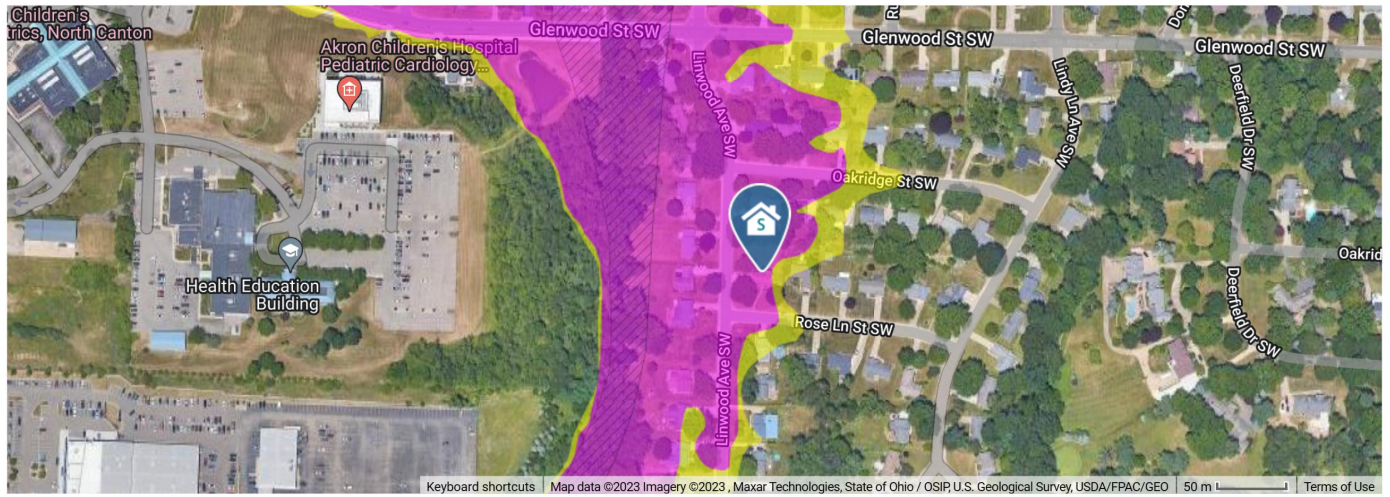 Children's
trics, North Canton
Akron Children's Hospital
Pediatric Cardiology...
Glenwood St SW
Glenwood St SW
Glenwood St SW
Linwood Ave SW
Lindy Ln Ave SW
Deerfield Dr SW
Oakridge St SW
S
Oakrid
Health Education
Building
Rose Ln St SW
Deerfield Dr SW
Linwood Ave SW
Keyboard shortcuts
Map data ©2023 Imagery ©2023 , Maxar Technologies, State of Ohio / OSIP, U.S. Geological Survey, USDA/FPAC/GEO
50 m
Terms of Use